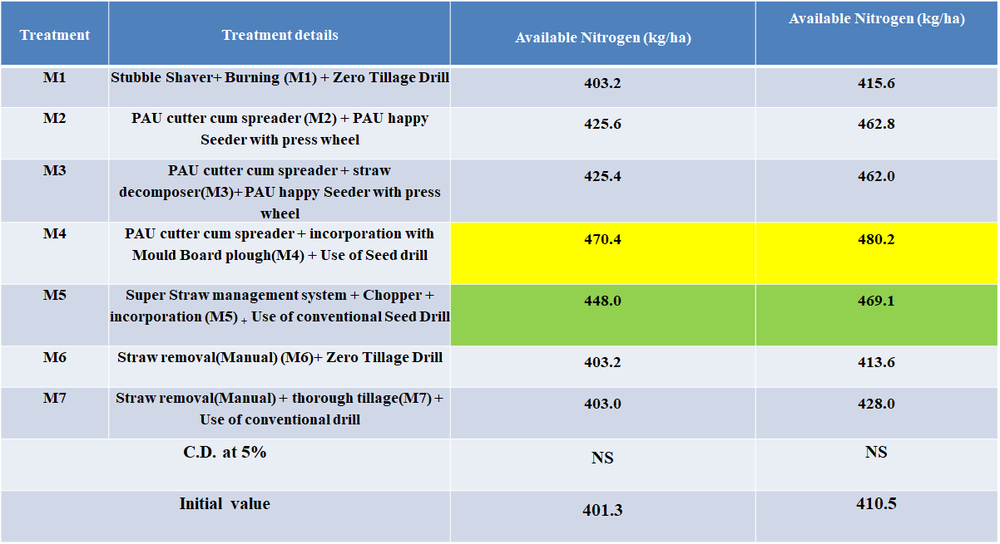 Treatment
Treatment details
Available Nitrogen (kg/ha)
Available Nitrogen (kg/ha)
M1
Stubble Shaver+ Burning (M1) + Zero Tillage Drill
403.2
415.6
M2
PAU cutter cum spreader (M2) + PAU happy
Seeder with press wheel
425.6
462.8
M3
PAU cutter cum spreader + straw
decomposer(M3)+ PAU happy Seeder with press
wheel
425.4
462.0
M4
PAU cutter cum spreader + incorporation with
Mould Board plough(M4) + Use of Seed drill
470.4
480.2
M5
Super Straw management system + Chopper +
incorporation (M5) + Use of conventional Seed Drill
448.0
469.1
M6
Straw removal(Manual) (M6)+ Zero Tillage Drill
403.2
413.6
M7
Straw removal(Manual) + thorough tillage(M7) +
Use of conventional drill
403.0
428.0
C.D. at 5%
NS
NS
Initial value
401.3
410.5